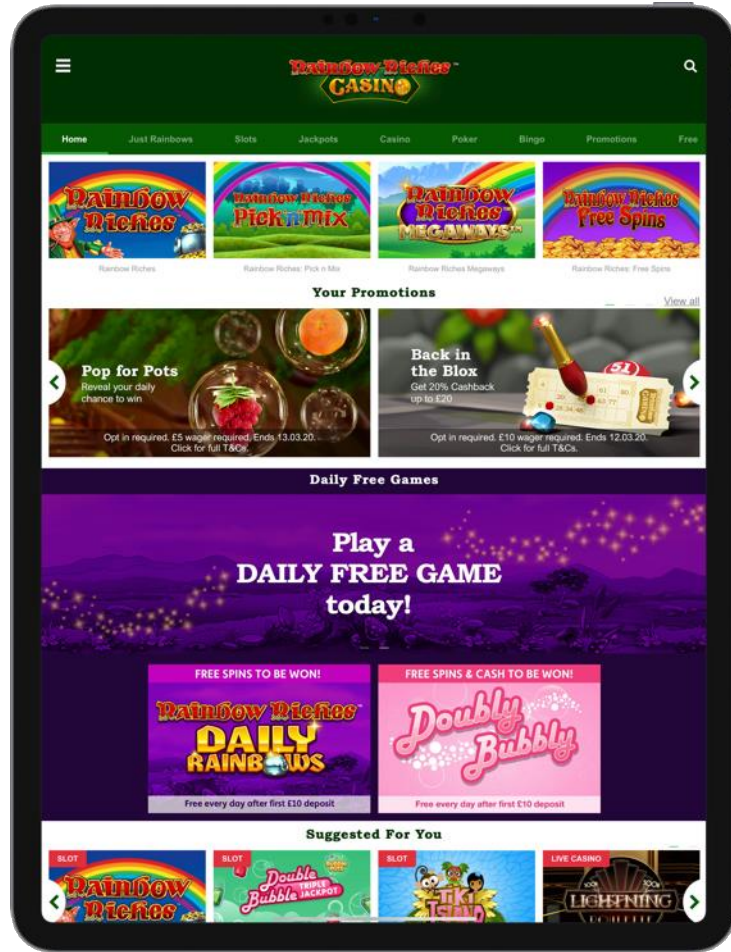 Rainbow Riches™
CASINO
Home Just Rainbows Slots Jackpots Casino Poker Bingo Promotions Free
Rainbow Riches
Rainbow Riches Pick n Mix
Rainbow Riches MEGAWAYS™
Rainbow Riches Free Spins
Rainbow Riches
Rainbow Riches: Pick n Mix
Rainbow Riches Megaways
Rainbow Riches: Free Spins
Your Promotions
View all
Pop for Pots
Reveal your daily
chance to win
Opt in required. £5 wager required. Ends 13.03.20.
Click for full T&Cs.
Back in
the Blox
Get 20% Cashback
up to £20
51
Opt in required. £10 wager required. Ends 12.03.20.
Click for full T&Cs.
Daily Free Games
Play a
DAILY FREE GAME
today!
FREE SPINS TO BE WON!
Rainbow Riches™
DAILY
RAINBOWS
Free every day after first £10 deposit
FREE SPINS & CASH TO BE WON!
Doubly
Bubbly
Free every day after first £10 deposit
Suggested For You
SLOT
Rainbow
Riches
SLOT
Double
Bubble TRIPLE
JACKPOT
SLOT
TIKI
ISLAND
LIVE CASINO
LIGHTNING
ROULETTE